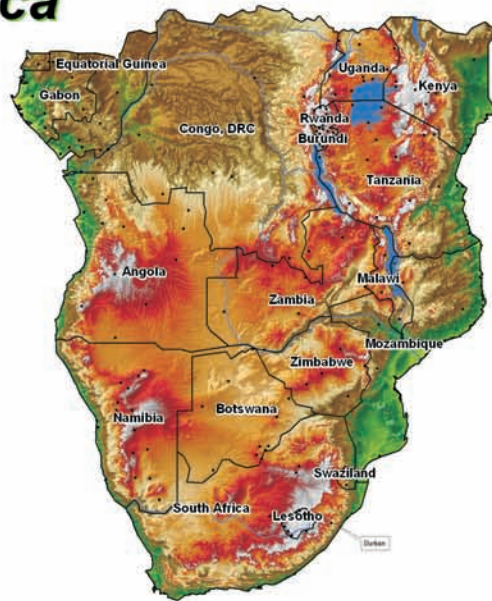 ca
Equatorial Guinea
Uganda
Gabon
Kenya
Rwanda
Congo, DRC
Burundi
Tanzania
Angola
Malawi
Zambia
Mozambique
Zimbabwe
Namibia
Botswana
Swaziland
South Africa
Lesotho
Durban